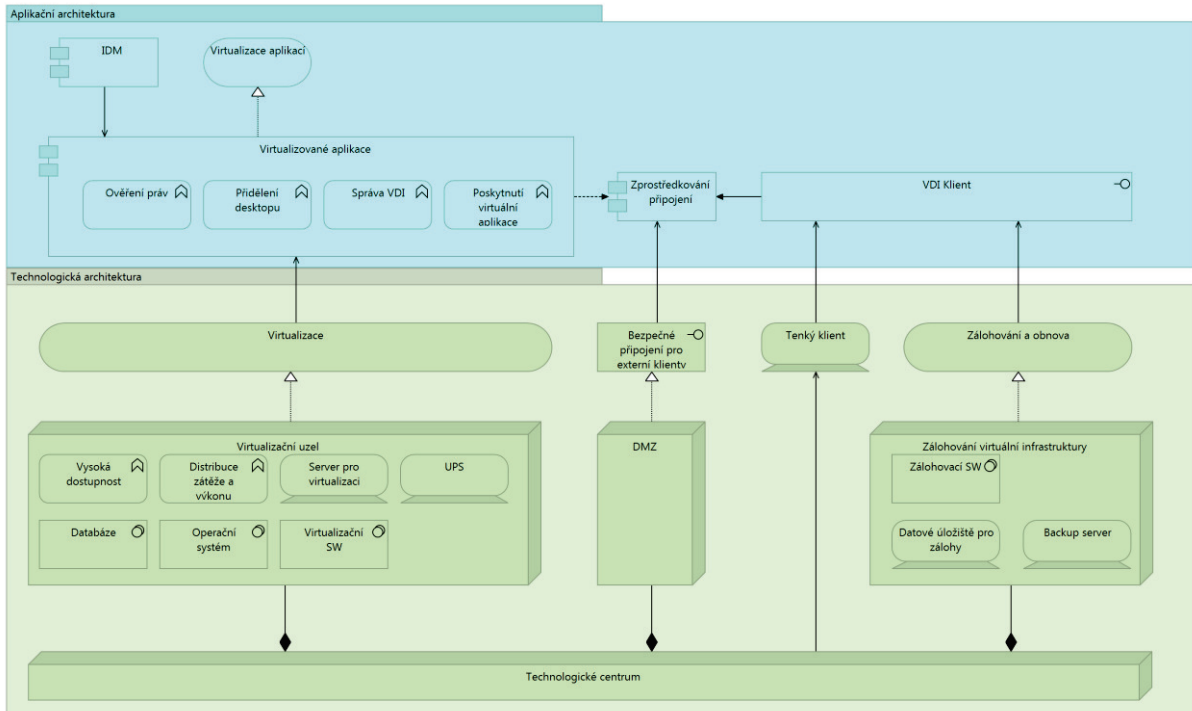 Aplikační architektura
IDM
Virtualizace aplikací
Virtualizované aplikace
Ověření práv
Přidělení
desktopu
Správa VDI
Poskytnutí
virtuální
aplikace
Zprostředkování
připojení
VDI Klient
Technologická architektura
Virtualizace
Bezpečné
připojení pro
externí klienty
Tenký klient
Zálohování a obnova
Virtualizační uzel
Vysoká
dostupnost
Distribuce
zátěže a
výkonu
Server pro
virtualizaci
UPS
Databáze
Operační
systém
Virtualizační
SW
DMZ
Zálohování virtuální infrastruktury
Zálohovací SW
Datové úložiště pro
zálohy
Backup server
Technologické centrum